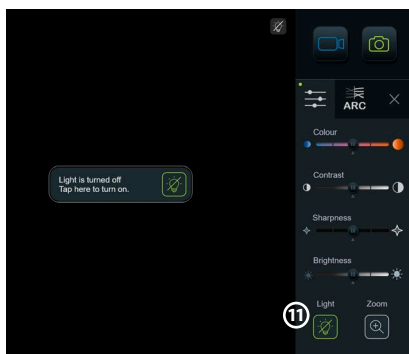 ARC
Colour
Light is turned off
Tap here to turn on.
Contrast
Sharpness
Brightness
Light
Zoom
11